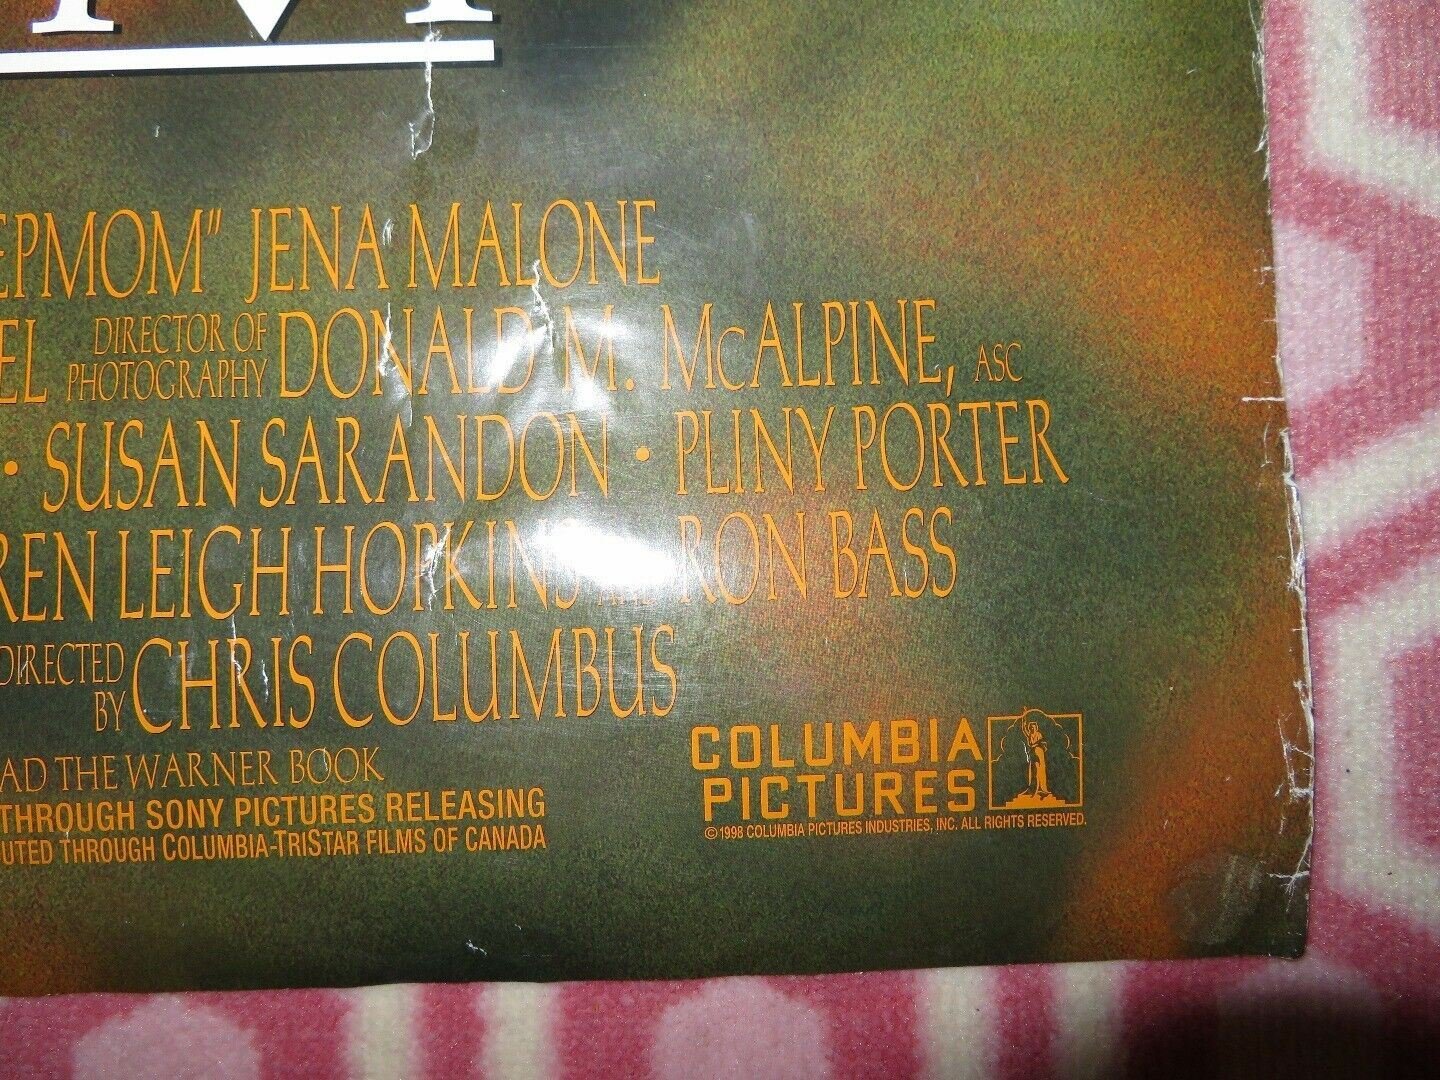 M
EPMOM" JENA MALONE
EL DIRECTOR OF PHOTOGRAPHY DONALD M. McALPINE, ASC
• SUSAN SARANDON • PLINY PORTER
REN LEIGH HOPKINS AND RON BASS
DIRECTED BY CHRIS COLUMBUS
AD THE WARNER BOOK
THROUGH SONY PICTURES RELEASING
UTED THROUGH COLUMBIA-TRISTAR FILMS OF CANADA
COLUMBIA
PICTURES
©1998 COLUMBIA PICTURES INDUSTRIES, INC. ALL RIGHTS RESERVED.